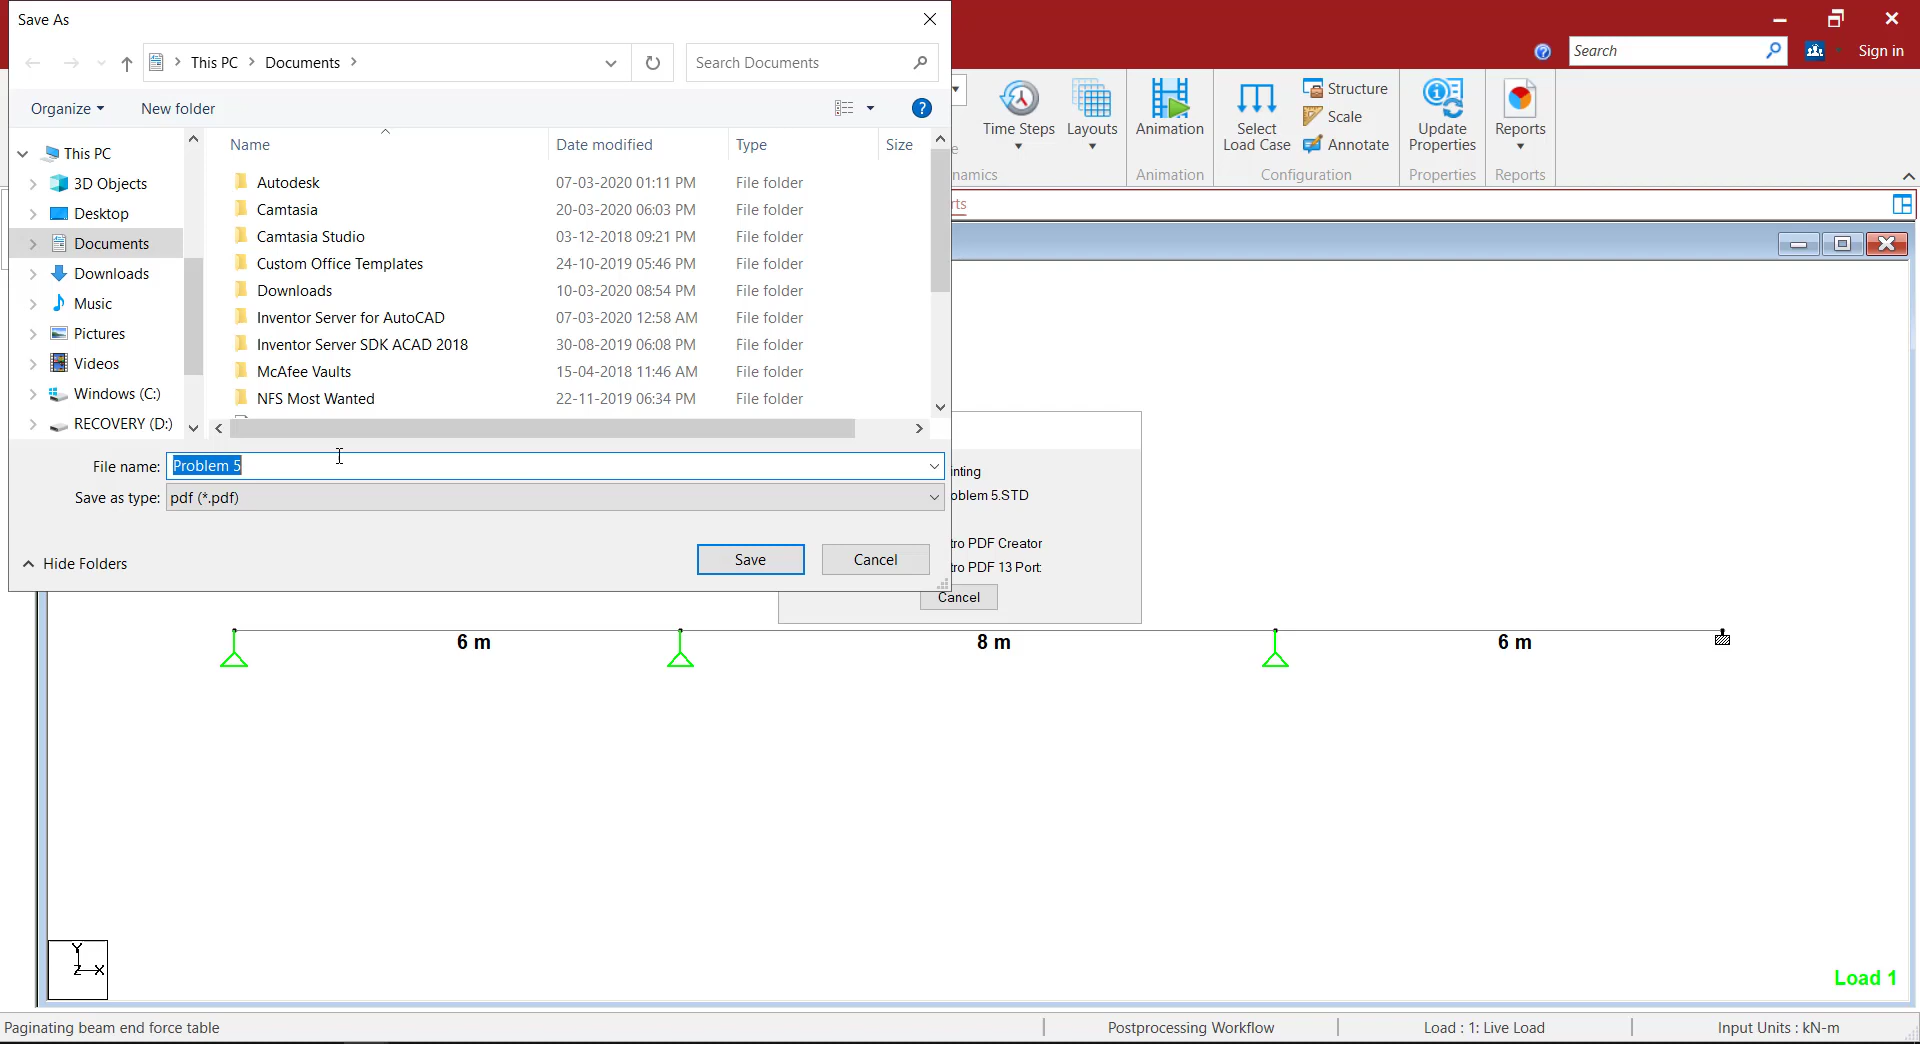 Save As
This PC
Documents
Search Documents
Organize
New folder
?
This PC
3D Objects
Desktop
Documents
Downloads
Music
Pictures
Videos
Windows (C:)
RECOVERY (D:)
Name Date modified Type Size
Autodesk 07-03-2020 01:11 PM File folder
Camtasia 20-03-2020 06:03 PM File folder
Camtasia Studio 03-12-2018 09:21 PM File folder
Custom Office Templates 24-10-2019 05:46 PM File folder
Downloads 10-03-2020 08:54 PM File folder
Inventor Server for AutoCAD 07-03-2020 12:58 AM File folder
Inventor Server SDK ACAD 2018 30-08-2019 06:08 PM File folder
McAfee Vaults 15-04-2018 11:46 AM File folder
NFS Most Wanted 22-11-2019 06:34 PM File folder
File name: Problem 5
Save as type: pdf (*.pdf)
Hide Folders
Save
Cancel
? Search Sign in
Time Steps
Layouts
Animation
Select
Load Case
Structure
Scale
Annotate
Update
Properties
Reports
e
namics
Animation
Configuration
Properties
Reports
rts
inting
oblem 5.STD
tro PDF Creator
tro PDF 13 Port:
Cancel
6 m 8 m 6 m
Y
Z X
Load 1
Paginating beam end force table
Postprocessing Workflow
Load : 1: Live Load
Input Units : kN-m